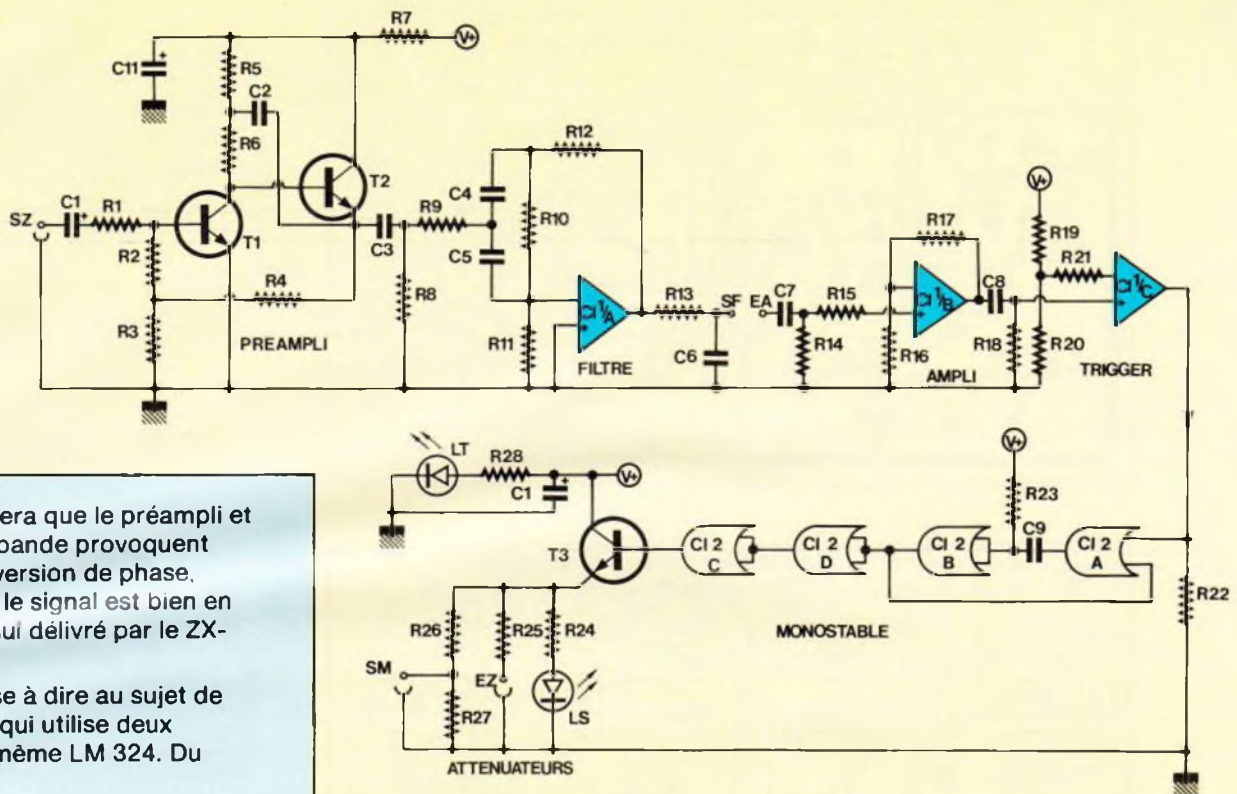 R7
V+
C11
R5
C2
R6
R12
T2
C4
SZ
C1
R1
T1
C3
R9
R10
R2
C5
R4
R3
R8
R11
PREAMPLI
CI 1/A
FILTRE
R13
C6
SF
EA
C7
R15
R14
R17
CI 1/B
C8
R16
AMPLI
R18
V+
R19
R21
R20
CI 1/C
TRIGGER
LT
R28
C1
V+
T3
CI 2
C
CI 2
D
CI 2
B
V+
R23
C9
CI 2
A
R22
MONOSTABLE
R26
R25
R24
SM
EZ
R27
LS
ATTENUATEURS
era que le préampli et
bande provoquent
version de phase,
le signal est bien en
ui délivré par le ZX-
se à dire au sujet de
qui utilise deux
même LM 324. Du